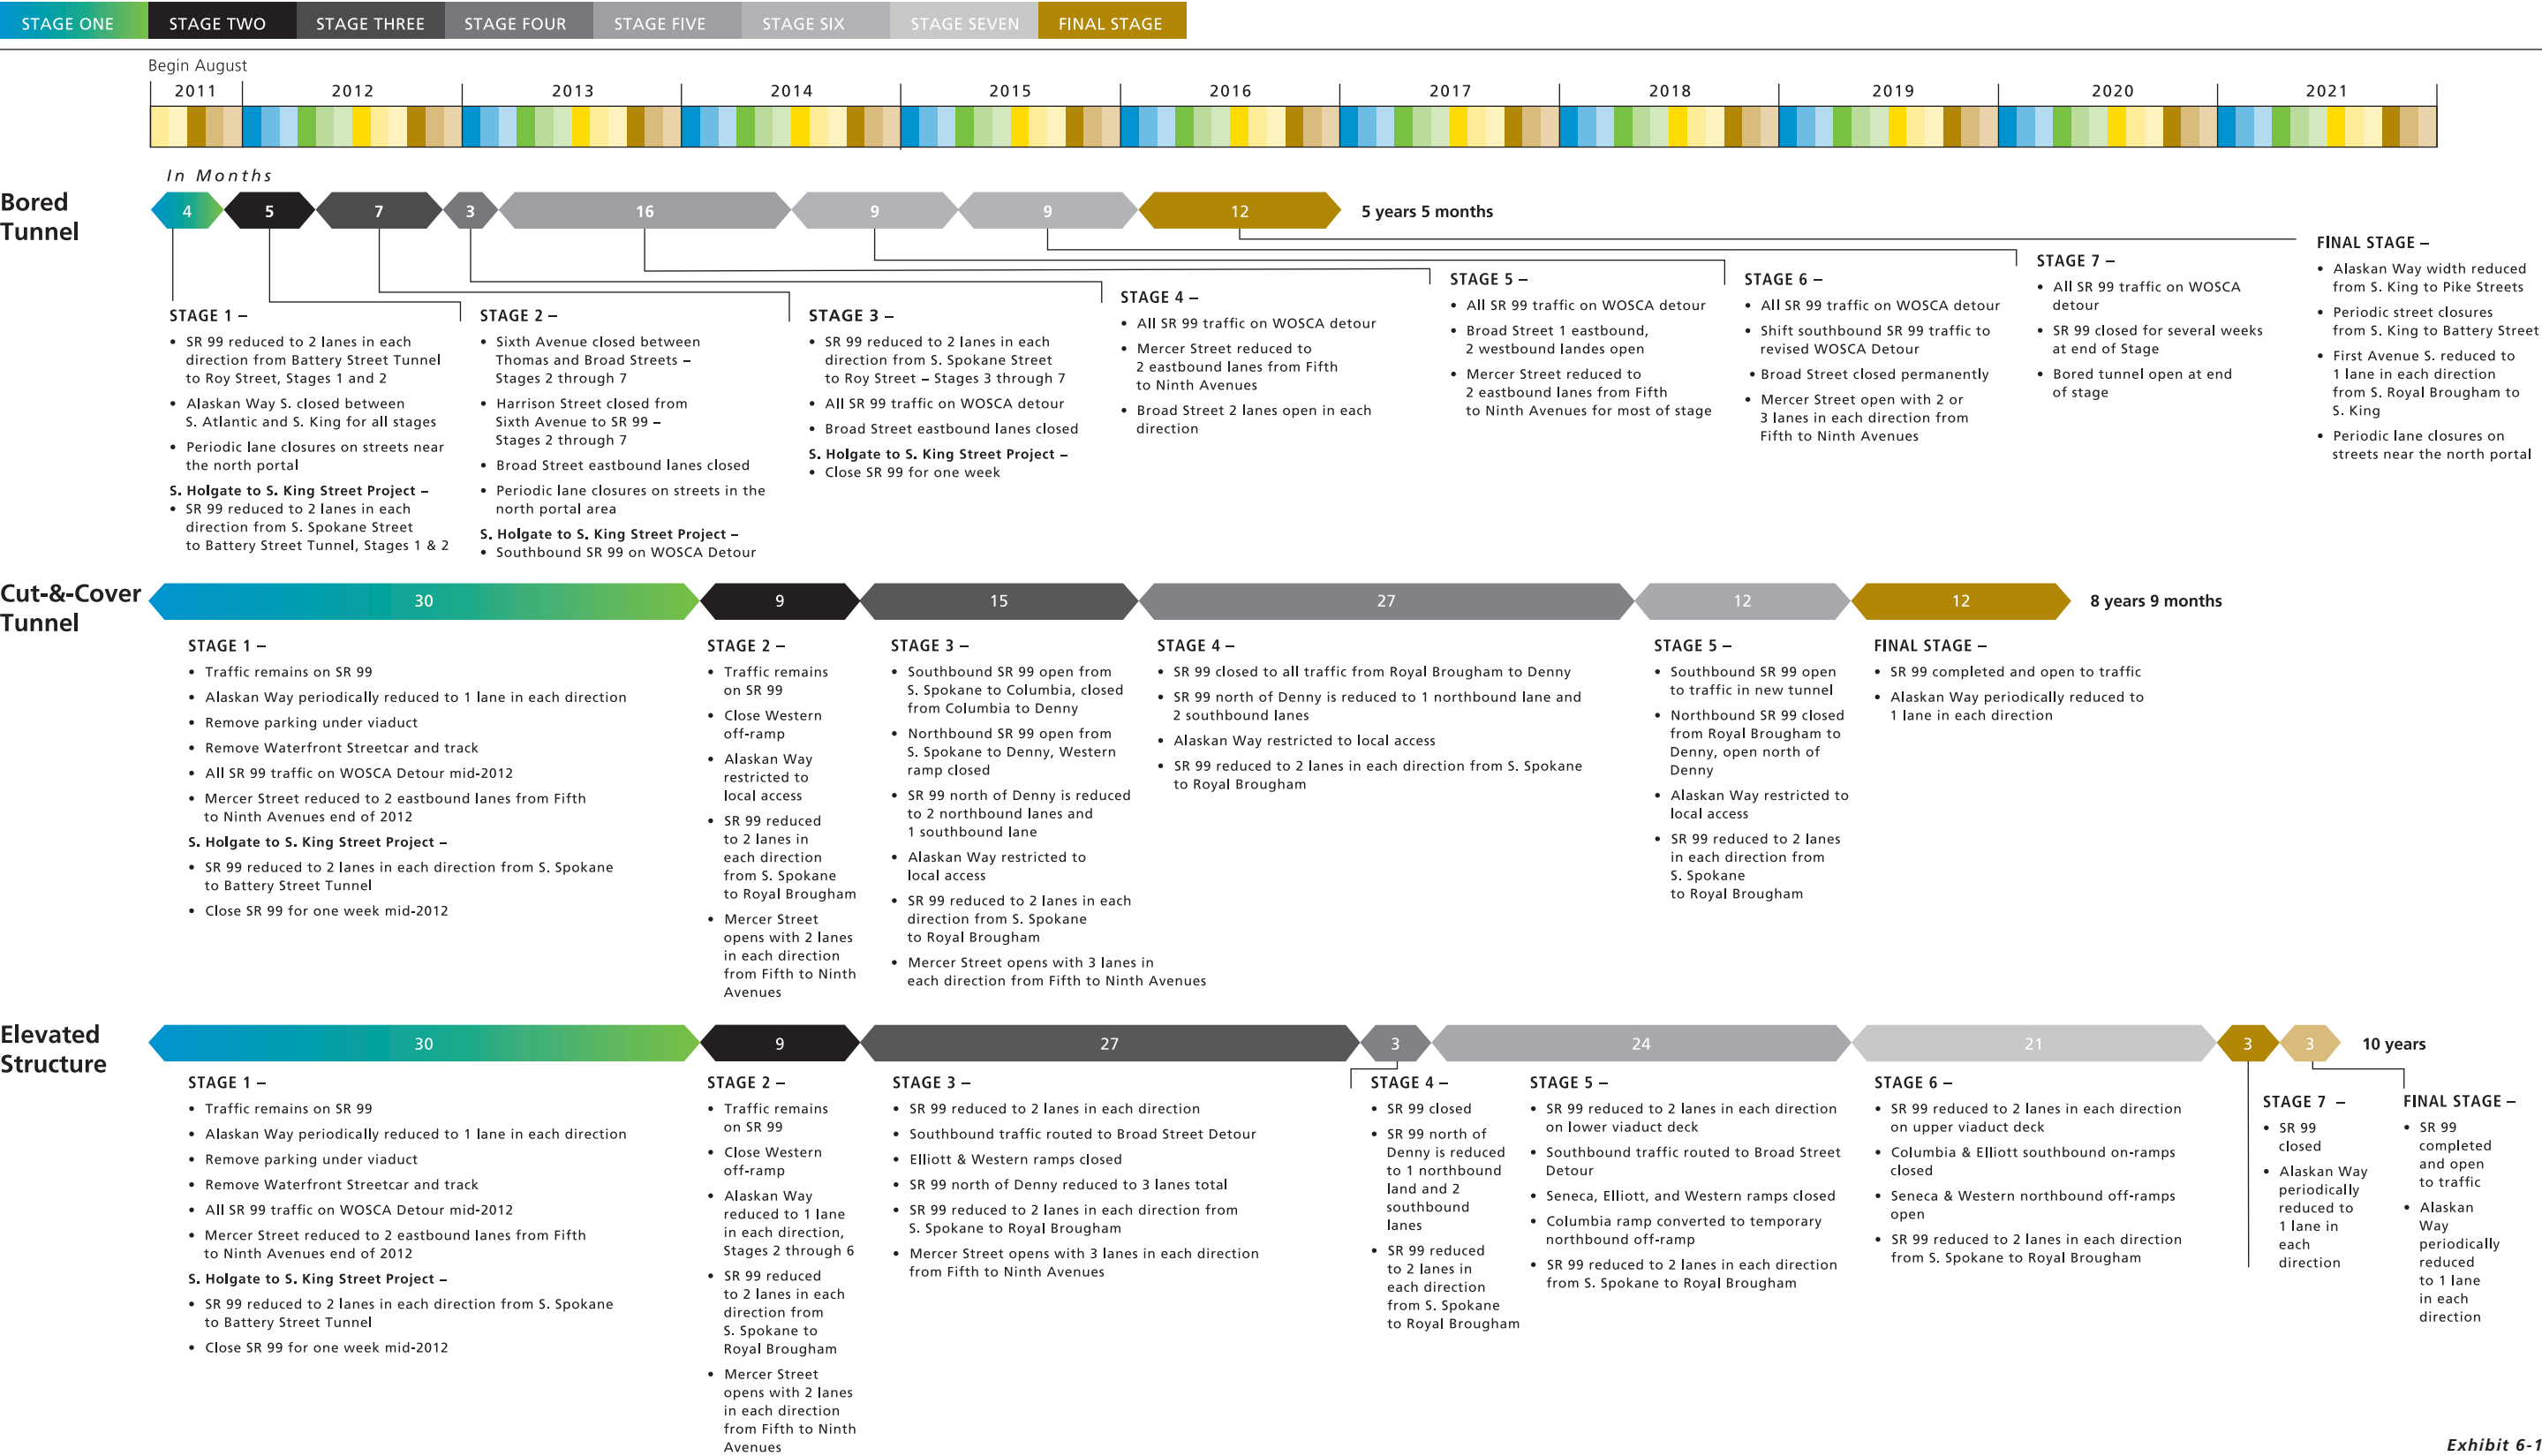 STAGE ONE STAGE TWO STAGE THREE STAGE FOUR STAGE FIVE STAGE SIX STAGE SEVEN FINAL STAGE
Begin August
2011 2012 2013 2014 2015 2016 2017 2018 2019 2020 2021
In Months
Bored
Tunnel
4 5 7 3 16 9 9 12 5 years 5 months
STAGE 1 –
• SR 99 reduced to 2 lanes in each
direction from Battery Street Tunnel
to Roy Street, Stages 1 and 2
• Alaskan Way S. closed between
S. Atlantic and S. King for all stages
• Periodic lane closures on streets near
the north portal
S. Holgate to S. King Street Project –
• SR 99 reduced to 2 lanes in each
direction from S. Spokane Street
to Battery Street Tunnel, Stages 1 & 2
STAGE 2 –
• Sixth Avenue closed between
Thomas and Broad Streets –
Stages 2 through 7
• Harrison Street closed from
Sixth Avenue to SR 99 –
Stages 2 through 7
• Broad Street eastbound lanes closed
• Periodic lane closures on streets in the
north portal area
S. Holgate to S. King Street Project –
• Southbound SR 99 on WOSCA Detour
STAGE 3 –
• SR 99 reduced to 2 lanes in each
direction from S. Spokane Street
to Roy Street – Stages 3 through 7
• All SR 99 traffic on WOSCA detour
• Broad Street eastbound lanes closed
S. Holgate to S. King Street Project –
• Close SR 99 for one week
STAGE 4 –
• All SR 99 traffic on WOSCA detour
• Mercer Street reduced to
2 eastbound lanes from Fifth
to Ninth Avenues
• Broad Street 2 lanes open in each
direction
STAGE 5 –
• All SR 99 traffic on WOSCA detour
• Broad Street 1 eastbound,
2 westbound landes open
• Mercer Street reduced to
2 eastbound lanes from Fifth
to Ninth Avenues for most of stage
STAGE 6 –
• All SR 99 traffic on WOSCA detour
• Shift southbound SR 99 traffic to
revised WOSCA Detour
• Broad Street closed permanently
• Mercer Street open with 2 or
3 lanes in each direction from
Fifth to Ninth Avenues
STAGE 7 –
• All SR 99 traffic on WOSCA
detour
• SR 99 closed for several weeks
at end of Stage
• Bored tunnel open at end
of stage
FINAL STAGE –
• Alaskan Way width reduced
from S. King to Pike Streets
• Periodic street closures
from S. King to Battery Street
• First Avenue S. reduced to
1 lane in each direction
from S. Royal Brougham to
S. King
• Periodic lane closures on
streets near the north portal
Cut-&-Cover
Tunnel
30 9 15 27 12 12 8 years 9 months
STAGE 1 –
• Traffic remains on SR 99
• Alaskan Way periodically reduced to 1 lane in each direction
• Remove parking under viaduct
• Remove Waterfront Streetcar and track
• All SR 99 traffic on WOSCA Detour mid-2012
• Mercer Street reduced to 2 eastbound lanes from Fifth
to Ninth Avenues end of 2012
S. Holgate to S. King Street Project –
• SR 99 reduced to 2 lanes in each direction from S. Spokane
to Battery Street Tunnel
• Close SR 99 for one week mid-2012
STAGE 2 –
• Traffic remains
on SR 99
• Close Western
off-ramp
• Alaskan Way
restricted to
local access
• SR 99 reduced
to 2 lanes in
each direction
from S. Spokane
to Royal Brougham
• Mercer Street
opens with 2 lanes
in each direction
from Fifth to Ninth
Avenues
STAGE 3 –
• Southbound SR 99 open from
S. Spokane to Columbia, closed
from Columbia to Denny
• Northbound SR 99 open from
S. Spokane to Denny, Western
ramp closed
• SR 99 north of Denny is reduced
to 2 northbound lanes and
1 southbound lane
• Alaskan Way restricted to
local access
• SR 99 reduced to 2 lanes in each
direction from S. Spokane
to Royal Brougham
• Mercer Street opens with 3 lanes in
each direction from Fifth to Ninth Avenues
STAGE 4 –
• SR 99 closed to all traffic from Royal Brougham to Denny
• SR 99 north of Denny is reduced to 1 northbound lane and
2 southbound lanes
• Alaskan Way restricted to local access
• SR 99 reduced to 2 lanes in each direction from S. Spokane
to Royal Brougham
STAGE 5 –
• Southbound SR 99 open
to traffic in new tunnel
• Northbound SR 99 closed
from Royal Brougham to
Denny, open north of
Denny
• Alaskan Way restricted to
local access
• SR 99 reduced to 2 lanes
in each direction from
S. Spokane
to Royal Brougham
FINAL STAGE –
• SR 99 completed and open to traffic
• Alaskan Way periodically reduced to
1 lane in each direction
Elevated
Structure
30 9 27 3 24 21 3 3 10 years
STAGE 1 –
• Traffic remains on SR 99
• Alaskan Way periodically reduced to 1 lane in each direction
• Remove parking under viaduct
• Remove Waterfront Streetcar and track
• All SR 99 traffic on WOSCA Detour mid-2012
• Mercer Street reduced to 2 eastbound lanes from Fifth
to Ninth Avenues end of 2012
S. Holgate to S. King Street Project –
• SR 99 reduced to 2 lanes in each direction from S. Spokane
to Battery Street Tunnel
• Close SR 99 for one week mid-2012
STAGE 2 –
• Traffic remains
on SR 99
• Close Western
off-ramp
• Alaskan Way
reduced to 1 lane
in each direction,
Stages 2 through 6
• SR 99 reduced
to 2 lanes in each
direction from
S. Spokane to
Royal Brougham
• Mercer Street
opens with 2 lanes
in each direction
from Fifth to Ninth
Avenues
STAGE 3 –
• SR 99 reduced to 2 lanes in each direction
• Southbound traffic routed to Broad Street Detour
• Elliott & Western ramps closed
• SR 99 north of Denny reduced to 3 lanes total
• SR 99 reduced to 2 lanes in each direction from
S. Spokane to Royal Brougham
• Mercer Street opens with 3 lanes in each direction
from Fifth to Ninth Avenues
STAGE 4 –
• SR 99 closed
• SR 99 north of
Denny is reduced
to 1 northbound
land and 2
southbound
lanes
• SR 99 reduced
to 2 lanes in
each direction
from S. Spokane
to Royal Brougham
STAGE 5 –
• SR 99 reduced to 2 lanes in each direction
on lower viaduct deck
• Southbound traffic routed to Broad Street
Detour
• Seneca, Elliott, and Western ramps closed
• Columbia ramp converted to temporary
northbound off-ramp
• SR 99 reduced to 2 lanes in each direction
from S. Spokane to Royal Brougham
STAGE 6 –
• SR 99 reduced to 2 lanes in each direction
on upper viaduct deck
• Columbia & Elliott southbound on-ramps
closed
• Seneca & Western northbound off-ramps
open
• SR 99 reduced to 2 lanes in each direction
from S. Spokane to Royal Brougham
STAGE 7 –
• SR 99
closed
• Alaskan Way
periodically
reduced to
1 lane in
each
direction
FINAL STAGE –
• SR 99
completed
and open
to traffic
• Alaskan
Way
periodically
reduced
to 1 lane
in each
direction
Exhibit 6-1